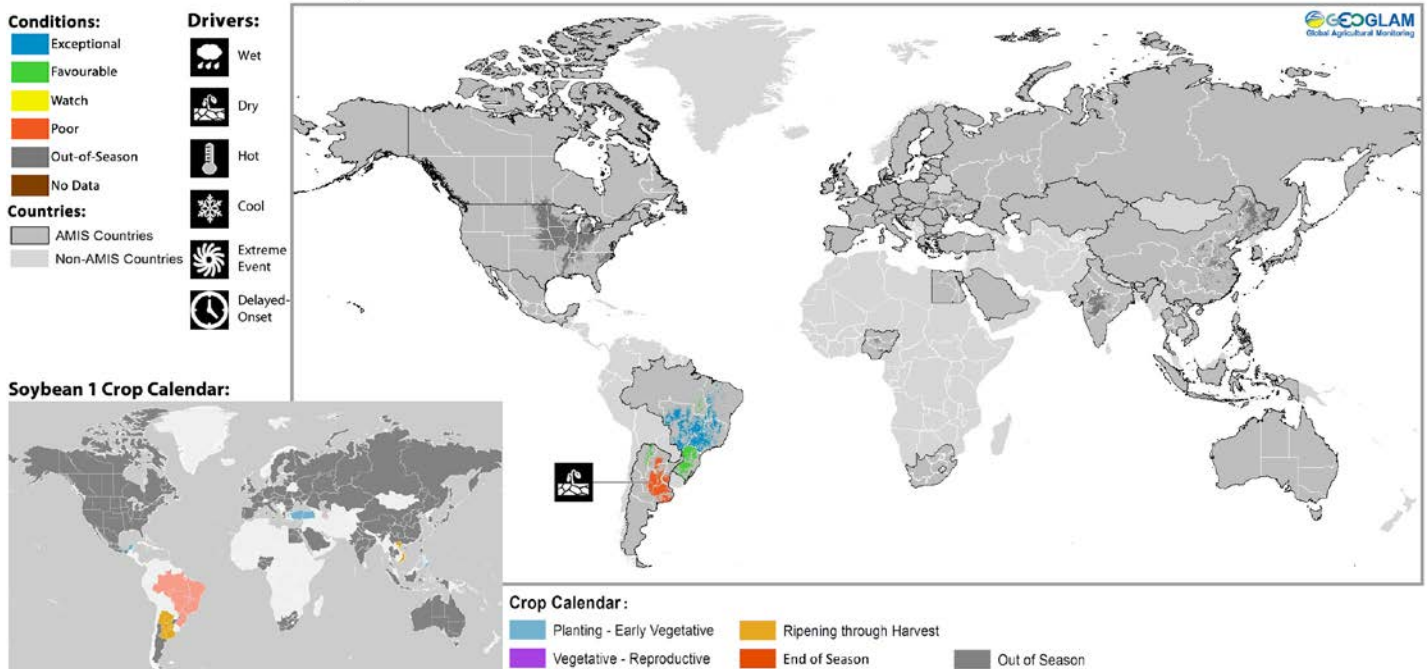 Conditions:
Exceptional
Favourable
Watch
Poor
Out-of-Season
No Data
Countries:
AMIS Countries
Non-AMIS Countries
Drivers:
Wet
Dry
Hot
Cool
Extreme
Event
Delayed-
Onset
GEOGLAM
Global Agricultural Monitoring
Soybean 1 Crop Calendar:
Crop Calendar :
Planting - Early Vegetative
Vegetative - Reproductive
Ripening through Harvest
End of Season
Out of Season